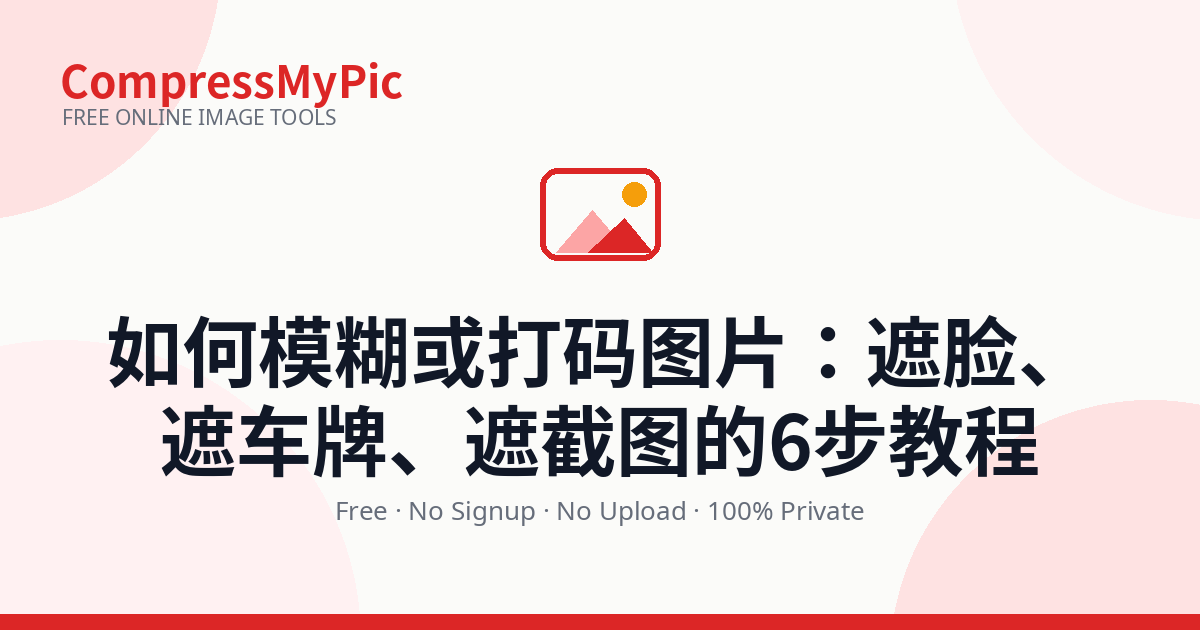 CompressMyPic
FREE ONLINE IMAGE TOOLS
如何模糊或打码图片：遮脸、
遮车牌、遮截图的6步教程
Free · No Signup · No Upload · 100% Private